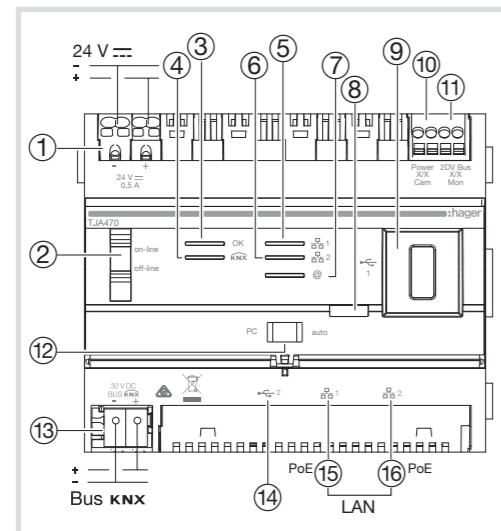 24 V
- 
+
③
⑤
④
⑥
⑦
⑧
⑨
⑩
⑪
①
- +
24 V
0,5 A
Power
X/X
Cam
2DV Bus
X/X
Mon
TJA470
:hager
②
on-line
off-line
OK
KNX
1
2
@
1
PC
auto
⑫
30 V DC
BUS KNX
- +
2
1
2
⑬
⑭
PoE ⑮ ⑯ PoE
+
-
Bus KNX
LAN